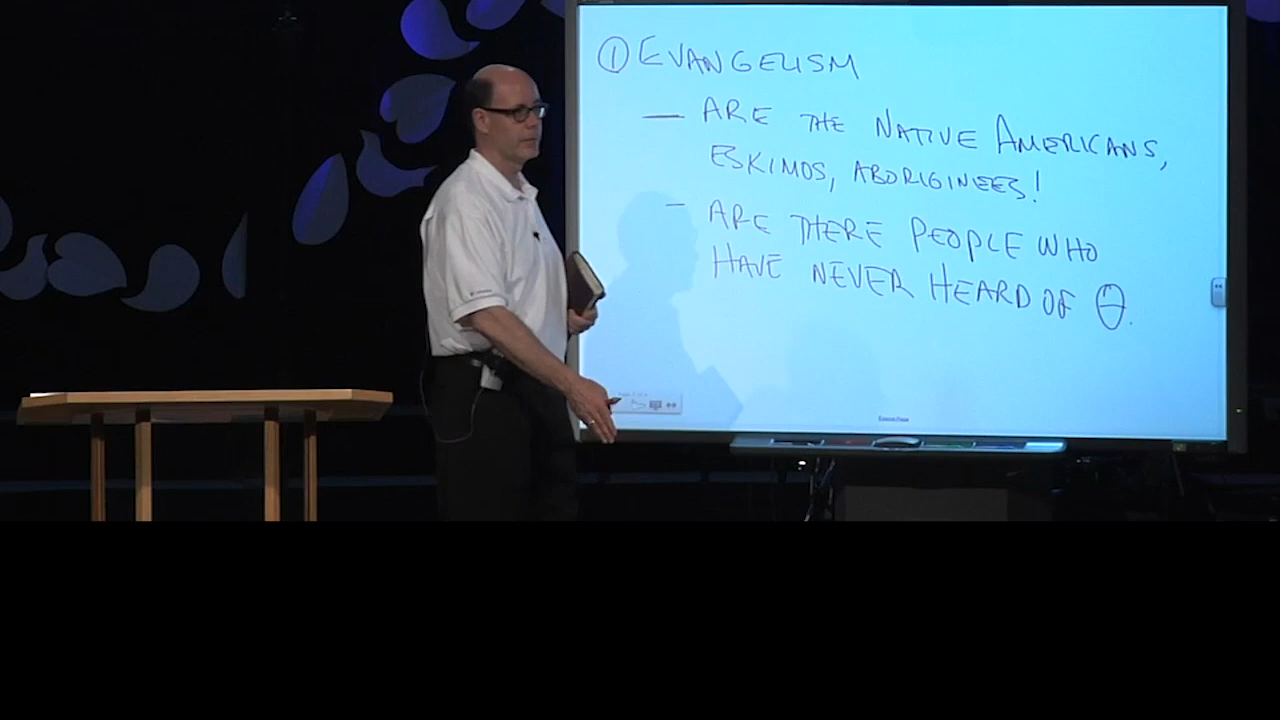 ① EVANGELISM
— ARE THE NATIVE AMERICANS,
ESKIMOS, ABORIGINEES!
- ARE THERE PEOPLE WHO
HAVE NEVER HEARD OF Θ.